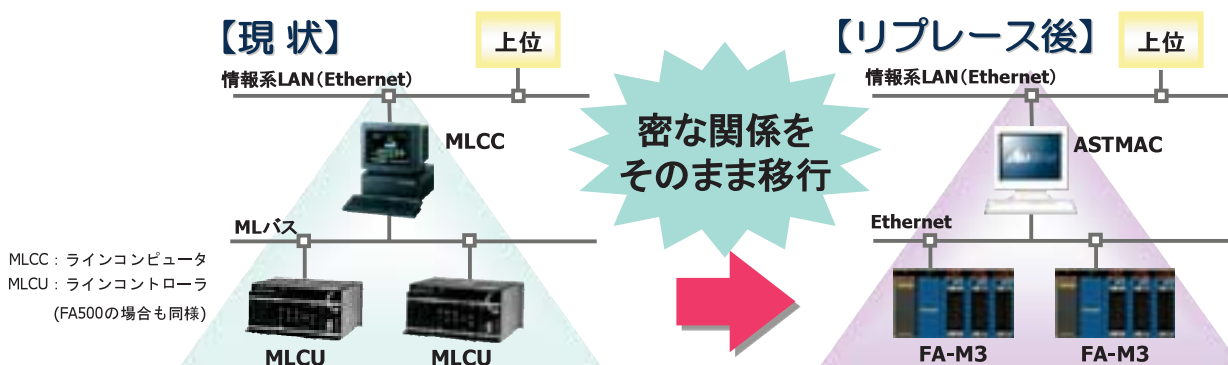 【現 状】
上位
情報系LAN(Ethernet)
MLCC
MLバス
MLCC：ラインコンピュータ
MLCU：ラインコントローラ
(FA500の場合も同様)
MLCU
MLCU
密な関係を
そのまま移行
【リプレース後】
上位
情報系LAN(Ethernet)
ASTMAC
Ethernet
FA-M3
FA-M3